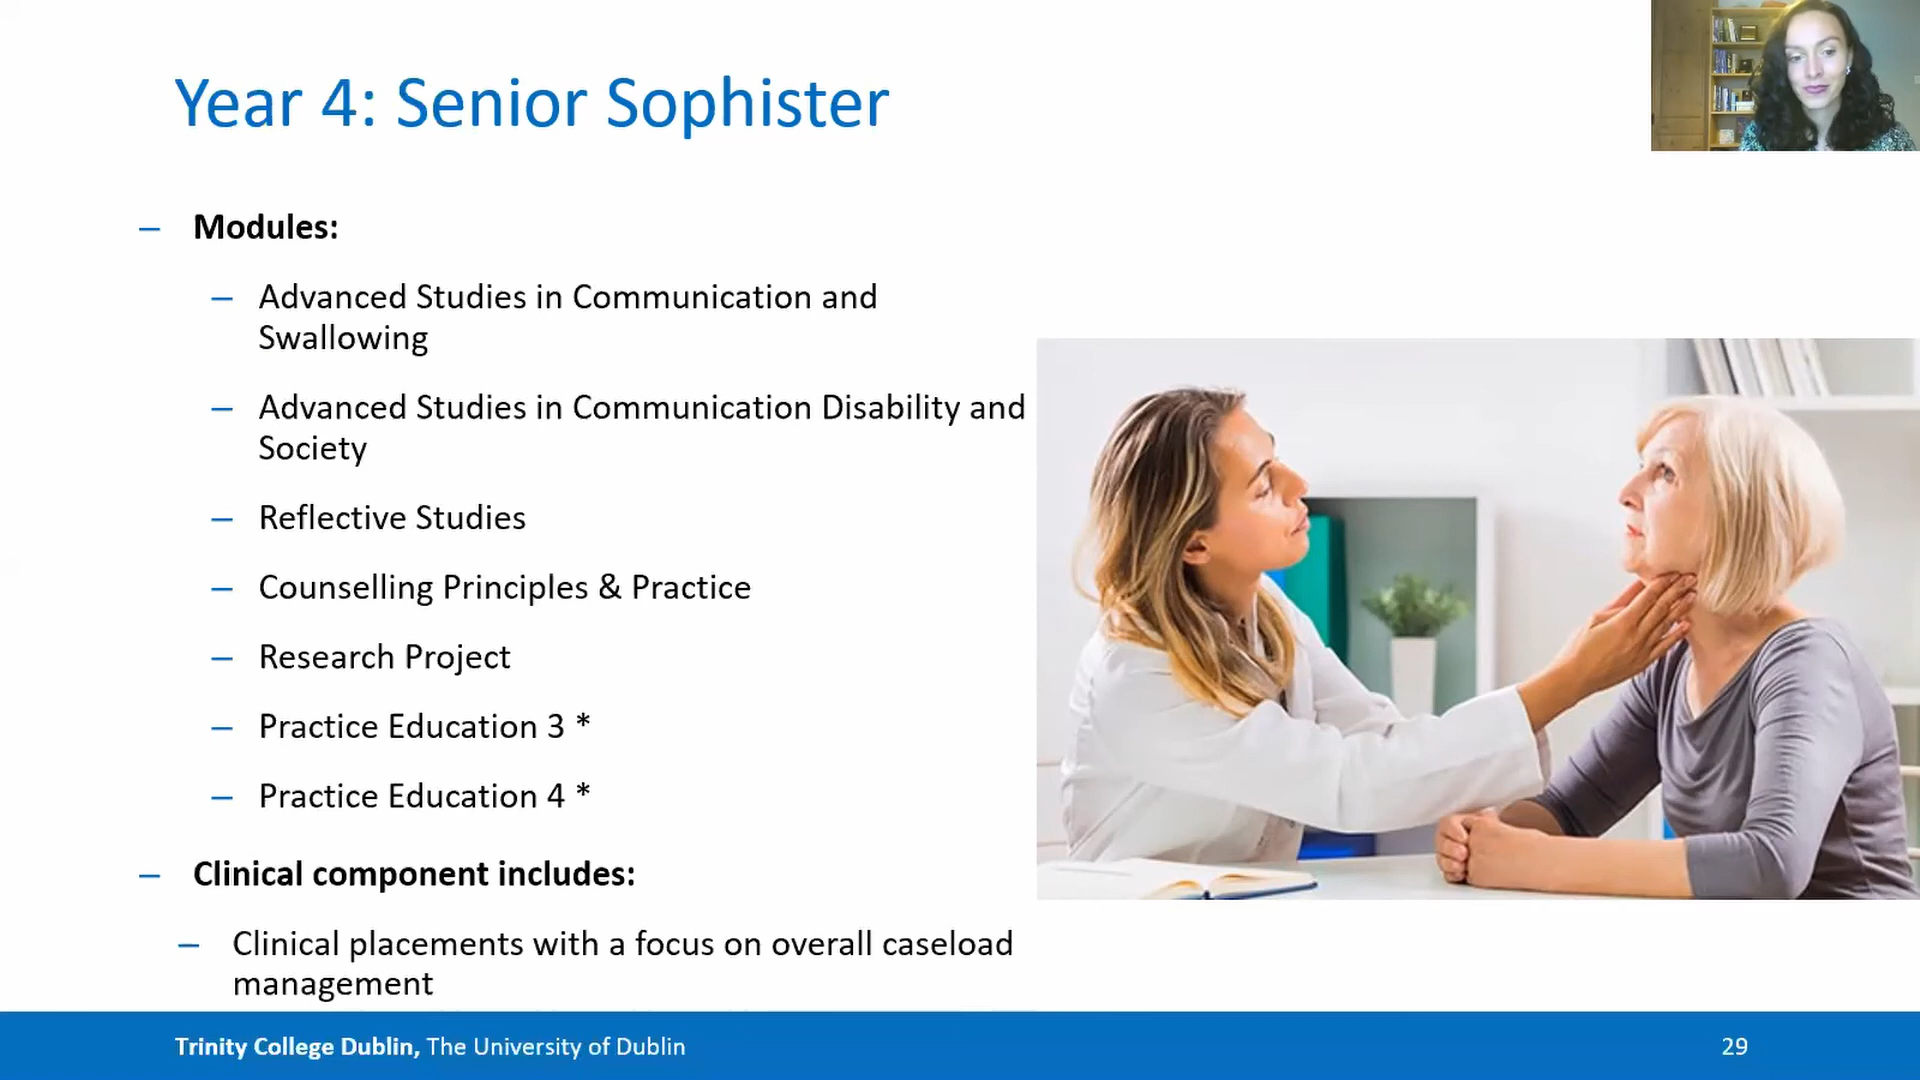 Year 4: Senior Sophister
– Modules:
– Advanced Studies in Communication and
Swallowing
– Advanced Studies in Communication Disability and
Society
– Reflective Studies
– Counselling Principles & Practice
– Research Project
– Practice Education 3 *
– Practice Education 4 *
– Clinical component includes:
– Clinical placements with a focus on overall caseload
management
Trinity College Dublin, The University of Dublin
29